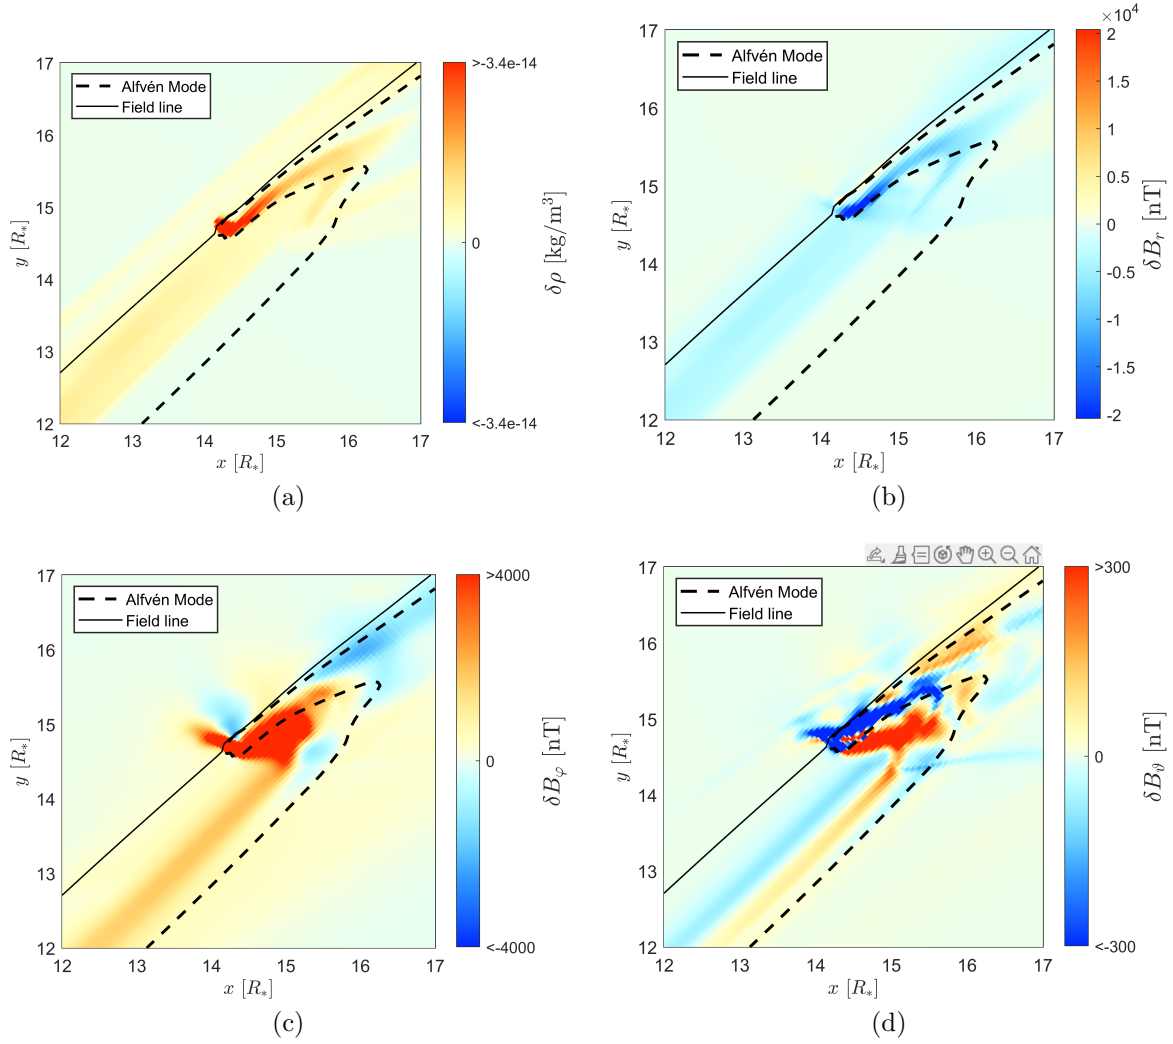 17
16
15
14
13
12
12
13
14
15
16
17
y [R*]
x [R*]
Alfvén Mode
Field line
>-3.4e-14
0
<-3.4e-14
δρ [kg/m³]
(a)
17
16
15
14
13
12
12
13
14
15
16
17
y [R*]
x [R*]
Alfvén Mode
Field line
×10⁴
2
1.5
1
0.5
0
-0.5
-1
-1.5
-2
δBᵣ [nT]
(b)
17
16
15
14
13
12
12
13
14
15
16
17
y [R*]
x [R*]
Alfvén Mode
Field line
>4000
0
<-4000
δBφ [nT]
(c)
17
16
15
14
13
12
12
13
14
15
16
17
y [R*]
x [R*]
Alfvén Mode
Field line
>300
0
<-300
δBϑ [nT]
(d)